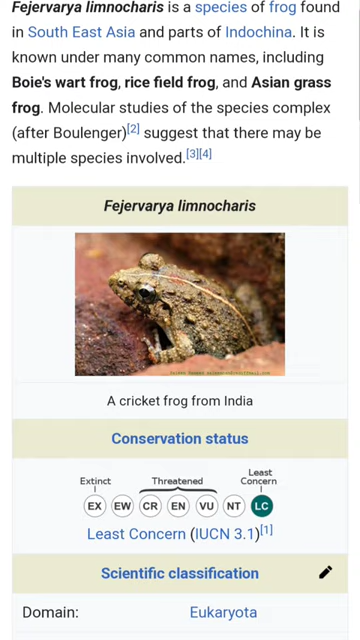 Fejervarya limnocharis is a species of frog found
in South East Asia and parts of Indochina. It is
known under many common names, including
Boie's wart frog, rice field frog, and Asian grass
frog. Molecular studies of the species complex
(after Boulenger)[2] suggest that there may be
multiple species involved.[3][4]
Fejervarya limnocharis
A cricket frog from India
Conservation status
Extinct Threatened Least Concern
EX EW CR EN VU NT LC
Least Concern (IUCN 3.1)[1]
Scientific classification
Domain: Eukaryota